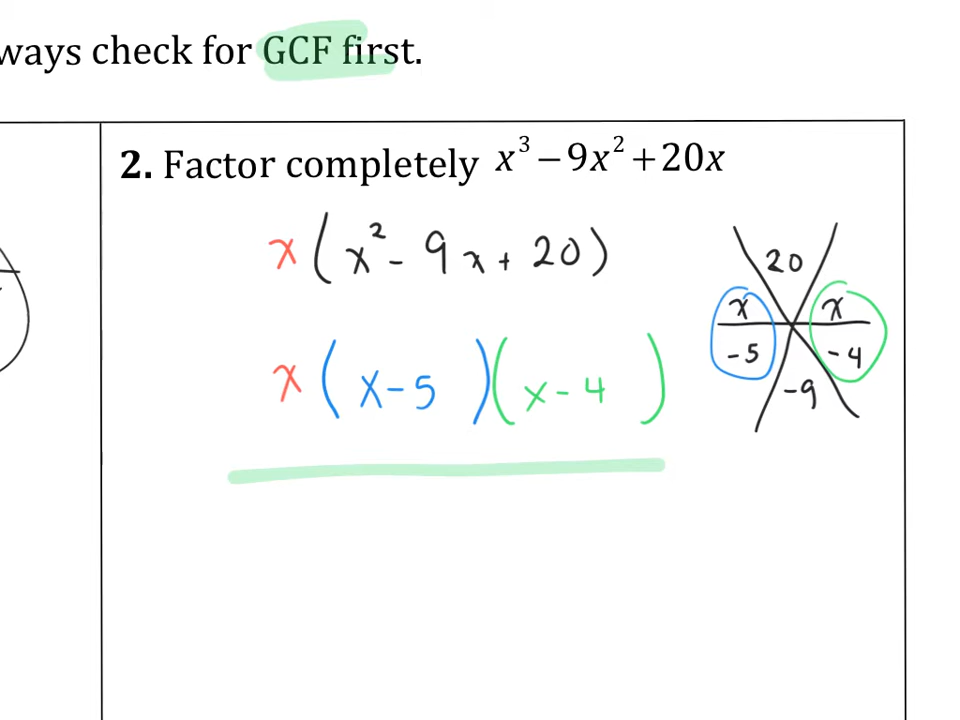 ways check for GCF first.
2. Factor completely x³ − 9x² + 20x
x(x² - 9x + 20)
x(x-5)(x-4)
20
x x
-5 -4
-9